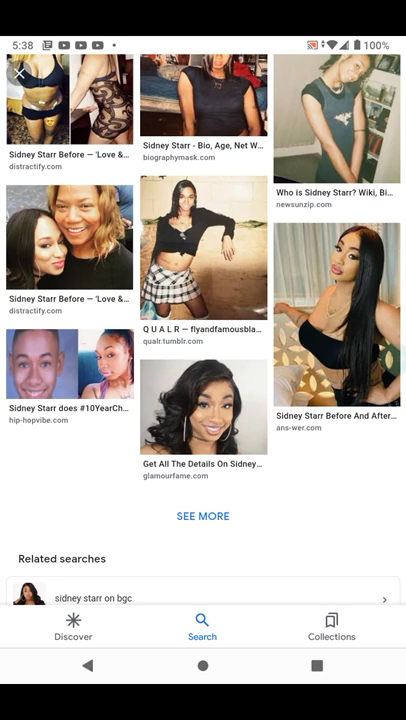 5:38
100%
Sidney Starr Before — 'Love &...
distractify.com
Sidney Starr - Bio, Age, Net W...
biographymask.com
Who is Sidney Starr? Wiki, Bi...
newsunzip.com
Sidney Starr Before — 'Love &...
distractify.com
Q U A L R — flyandfamousbla...
qualr.tumblr.com
Sidney Starr does #10YearCh...
hip-hopvibe.com
Sidney Starr Before And After...
ans-wer.com
Get All The Details On Sidney...
glamourfame.com
SEE MORE
Related searches
sidney starr on bgc
Discover
Search
Collections